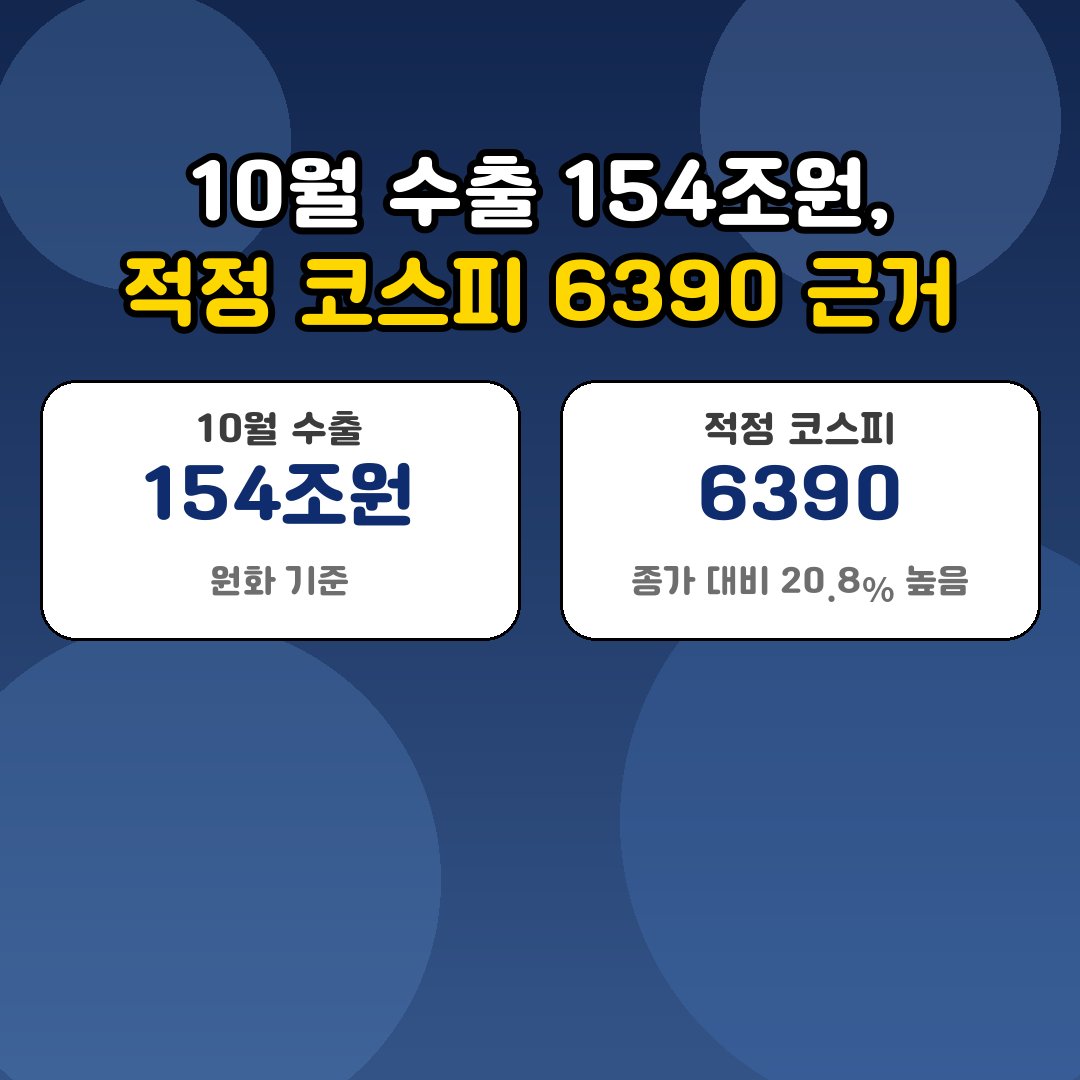 10월 수출 154조원,
적정 코스피 6390 근거
10월 수출
154조원
원화 기준
적정 코스피
6390
종가 대비 20.8% 높음